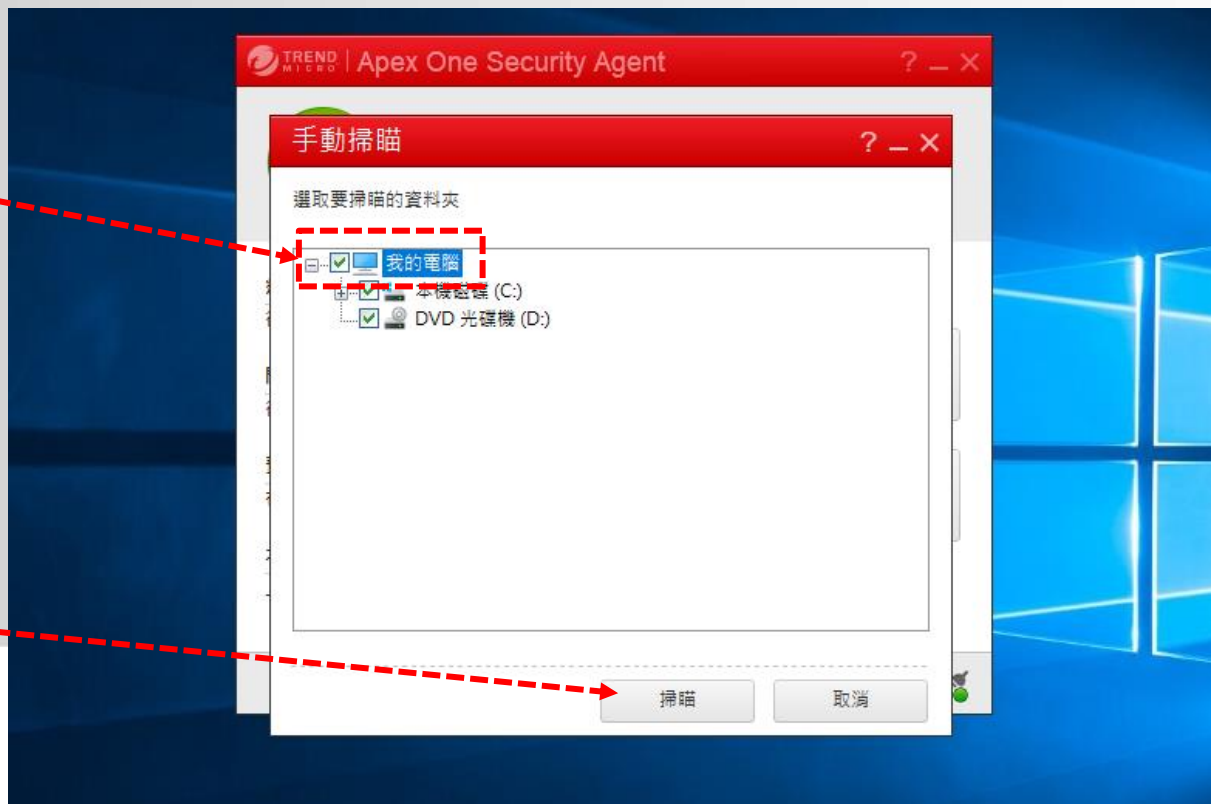 TREND MICRO | Apex One Security Agent
手動掃瞄
選取要掃瞄的資料夾
我的電腦
本機磁碟 (C:)
DVD 光碟機 (D:)
掃瞄
取消